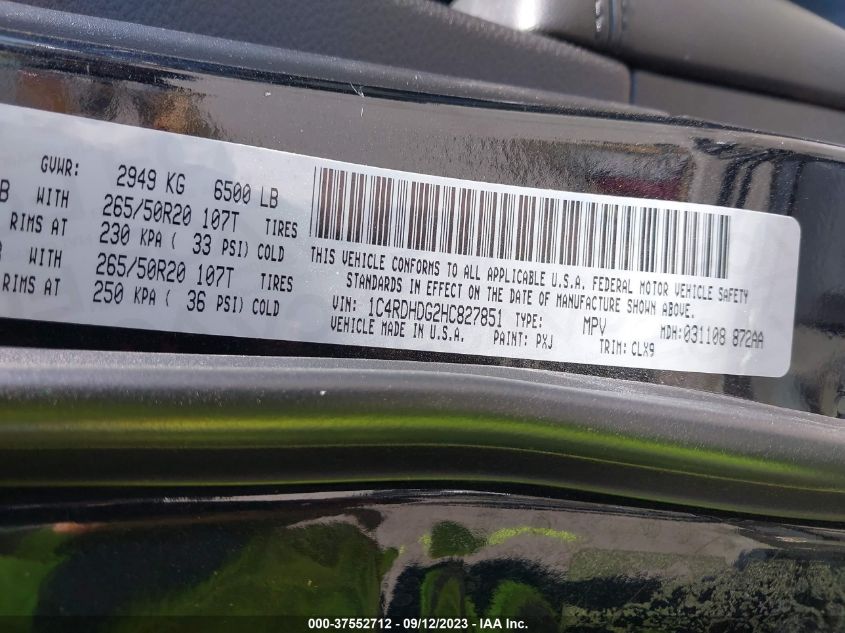 GVWR: 2949 KG 6500 LB
B WITH 265/50R20 107T TIRES
RIMS AT 230 KPA ( 33 PSI) COLD
WITH 265/50R20 107T TIRES
RIMS AT 250 KPA ( 36 PSI) COLD
THIS VEHICLE CONFORMS TO ALL APPLICABLE U.S.A. FEDERAL MOTOR VEHICLE SAFETY
STANDARDS IN EFFECT ON THE DATE OF MANUFACTURE SHOWN ABOVE.
VIN: 1C4RDHDG2HC827851 TYPE: MPV MDH: 031108 872AA
VEHICLE MADE IN U.S.A. PAINT: PXJ TRIM: CLX9
000-37552712 - 09/12/2023 - IAA Inc.